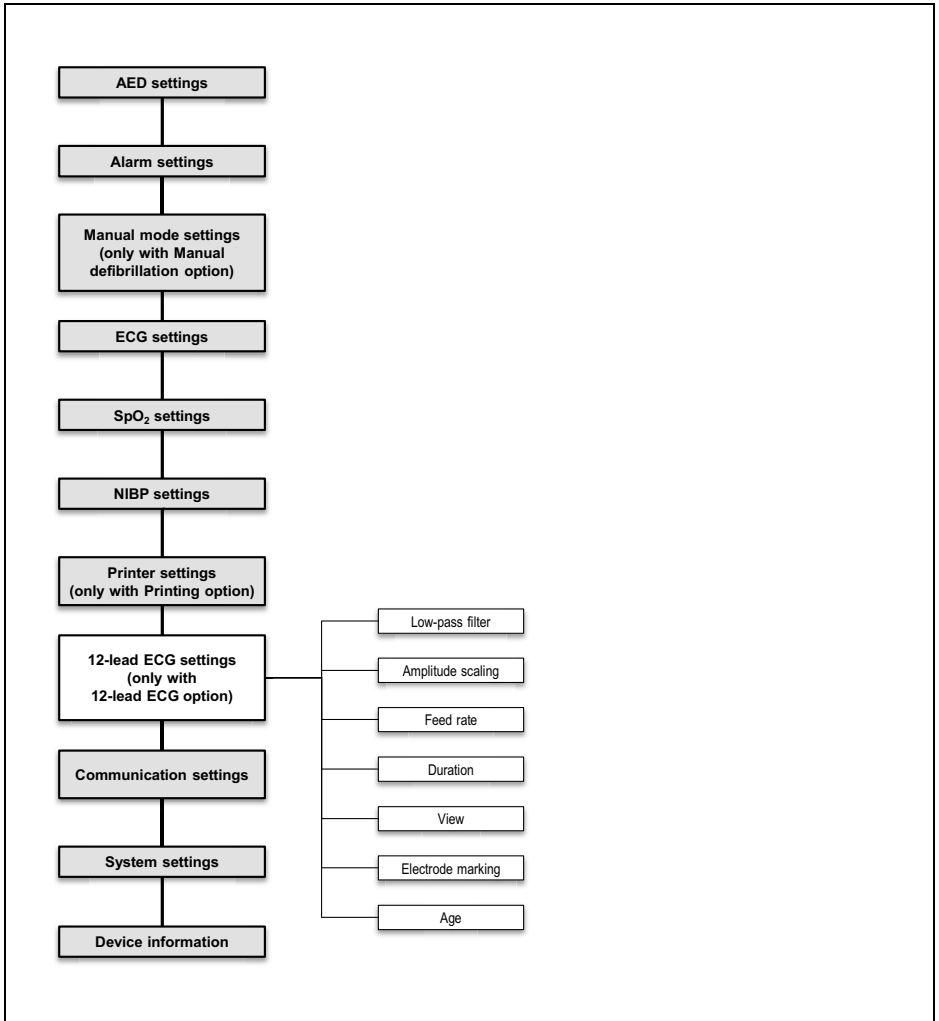 AED settings
Alarm settings
Manual mode settings
(only with Manual
defibrillation option)
ECG settings
SpO₂ settings
NIBP settings
Printer settings
(only with Printing option)
12-lead ECG settings
(only with
12-lead ECG option)
Low-pass filter
Amplitude scaling
Feed rate
Duration
View
Electrode marking
Age
Communication settings
System settings
Device information